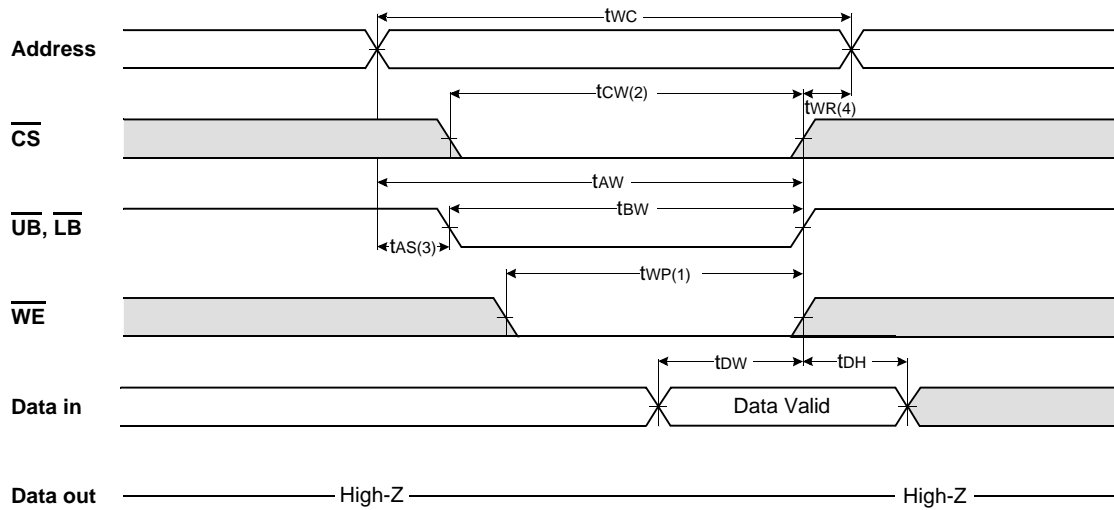 tWC
Address
tCW(2)
tWR(4)
CS
tAW
tBW
UB, LB
tAS(3)
tWP(1)
WE
tDW
tDH
Data in
Data Valid
Data out
High-Z
High-Z